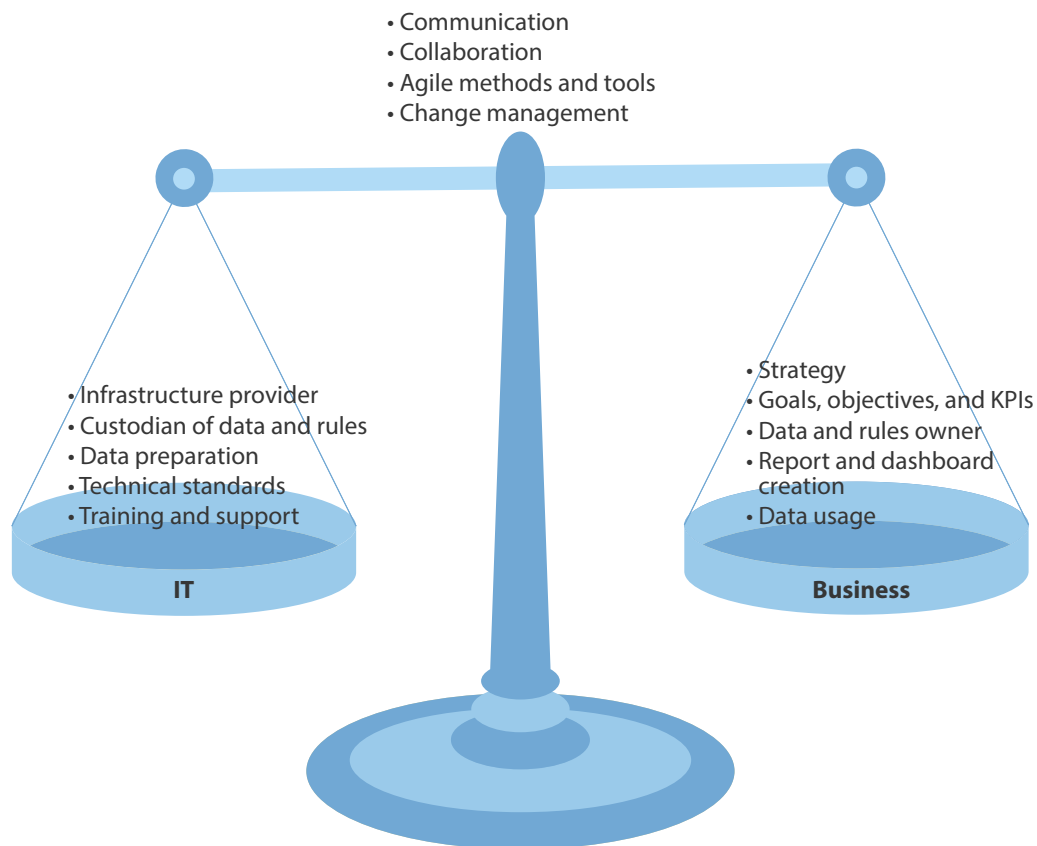 • Communication
• Collaboration
• Agile methods and tools
• Change management
• Infrastructure provider
• Custodian of data and rules
• Data preparation
• Technical standards
• Training and support
IT
• Strategy
• Goals, objectives, and KPIs
• Data and rules owner
• Report and dashboard
creation
• Data usage
Business